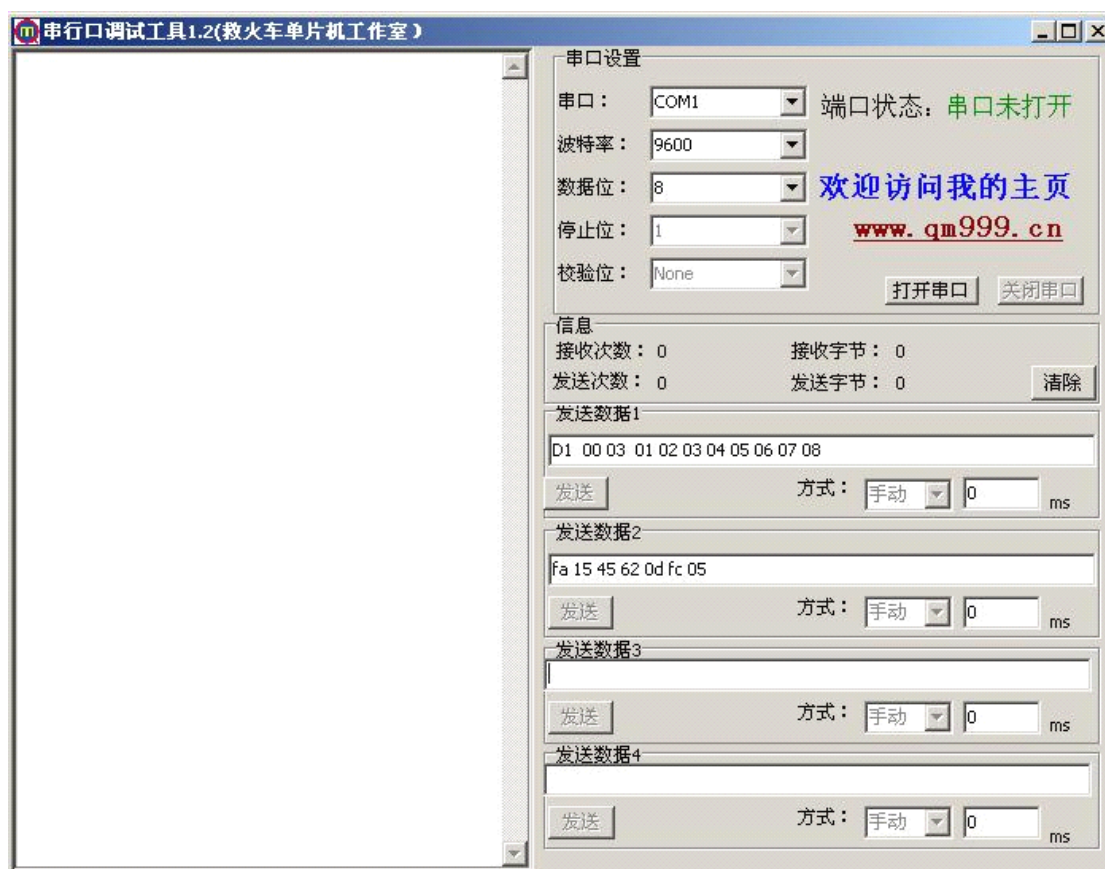 串行口调试工具1.2(救火车单片机工作室)
串口设置
串口： COM1 端口状态：串口未打开
波特率： 9600
数据位： 8 欢迎访问我的主页
停止位： 1 www.qm999.cn
校验位： None
打开串口 关闭串口
信息
接收次数： 0 接收字节： 0
发送次数： 0 发送字节： 0 清除
发送数据1
D1 00 03 01 02 03 04 05 06 07 08
发送 方式： 手动 0 ms
发送数据2
fa 15 45 62 0d fc 05
发送 方式： 手动 0 ms
发送数据3
发送 方式： 手动 0 ms
发送数据4
发送 方式： 手动 0 ms